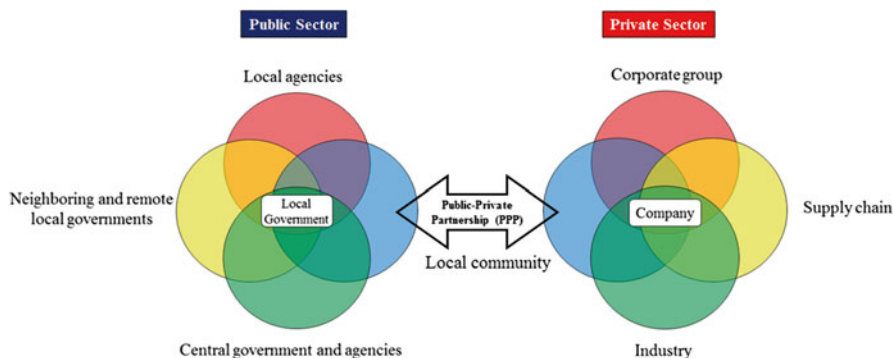 Public Sector
Private Sector
Local agencies
Corporate group
Neighboring and remote
local governments
Local
Government
Public-Private
Partnership (PPP)
Company
Supply chain
Local community
Central government and agencies
Industry